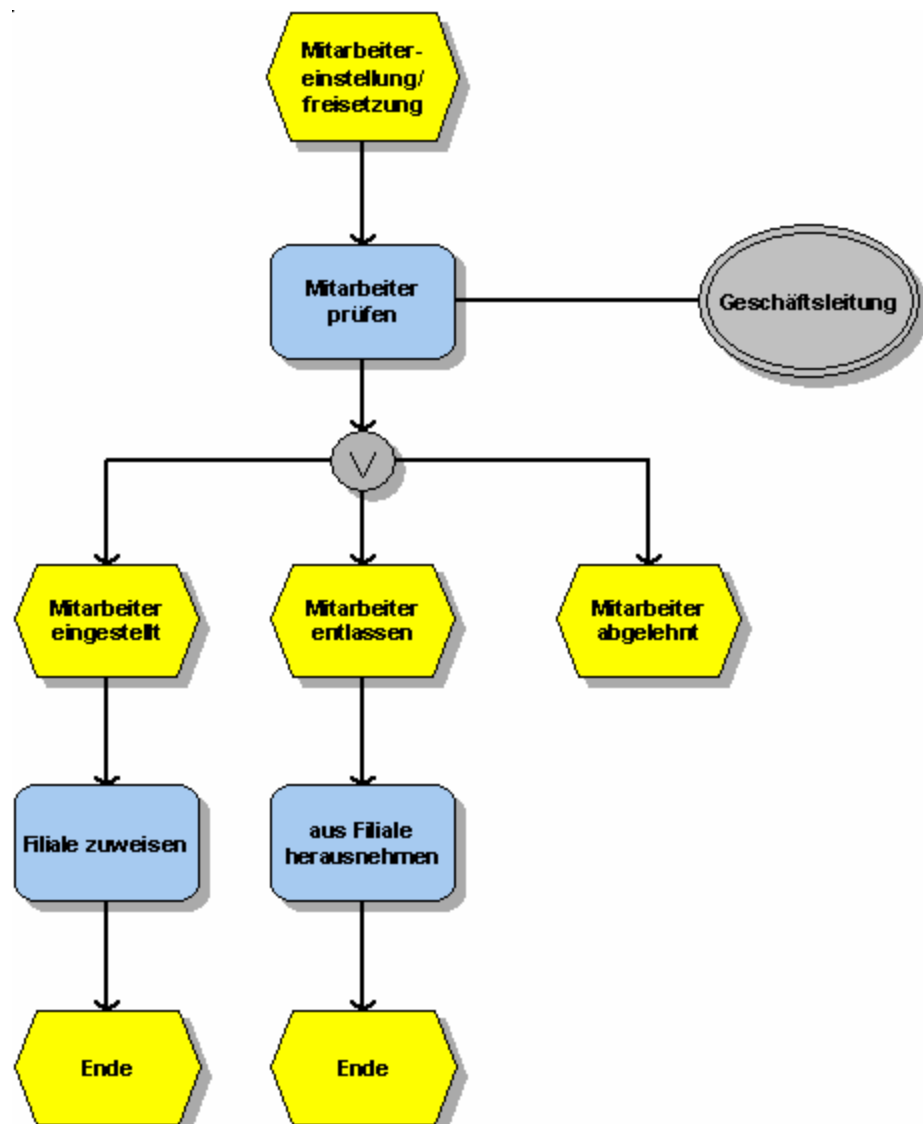 Mitarbeiter-
einstellung/
freisetzung
Mitarbeiter
prüfen
Geschäftsleitung
V
Mitarbeiter
eingestellt
Mitarbeiter
entlassen
Mitarbeiter
abgelehnt
Filiale zuweisen
aus Filiale
herausnehmen
Ende
Ende